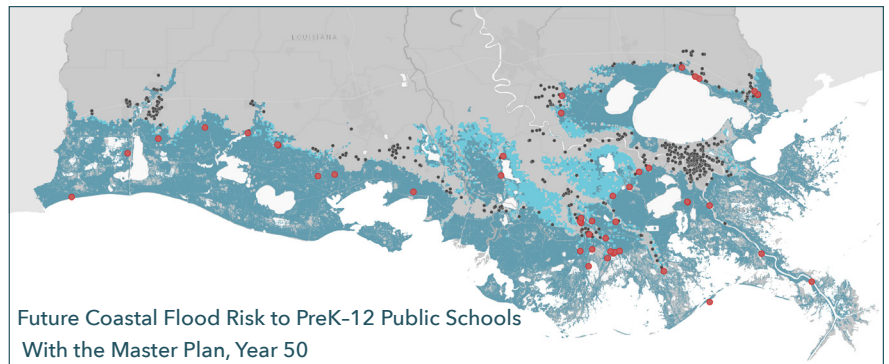 LOUISIANA
Future Coastal Flood Risk to PreK–12 Public Schools
With the Master Plan, Year 50